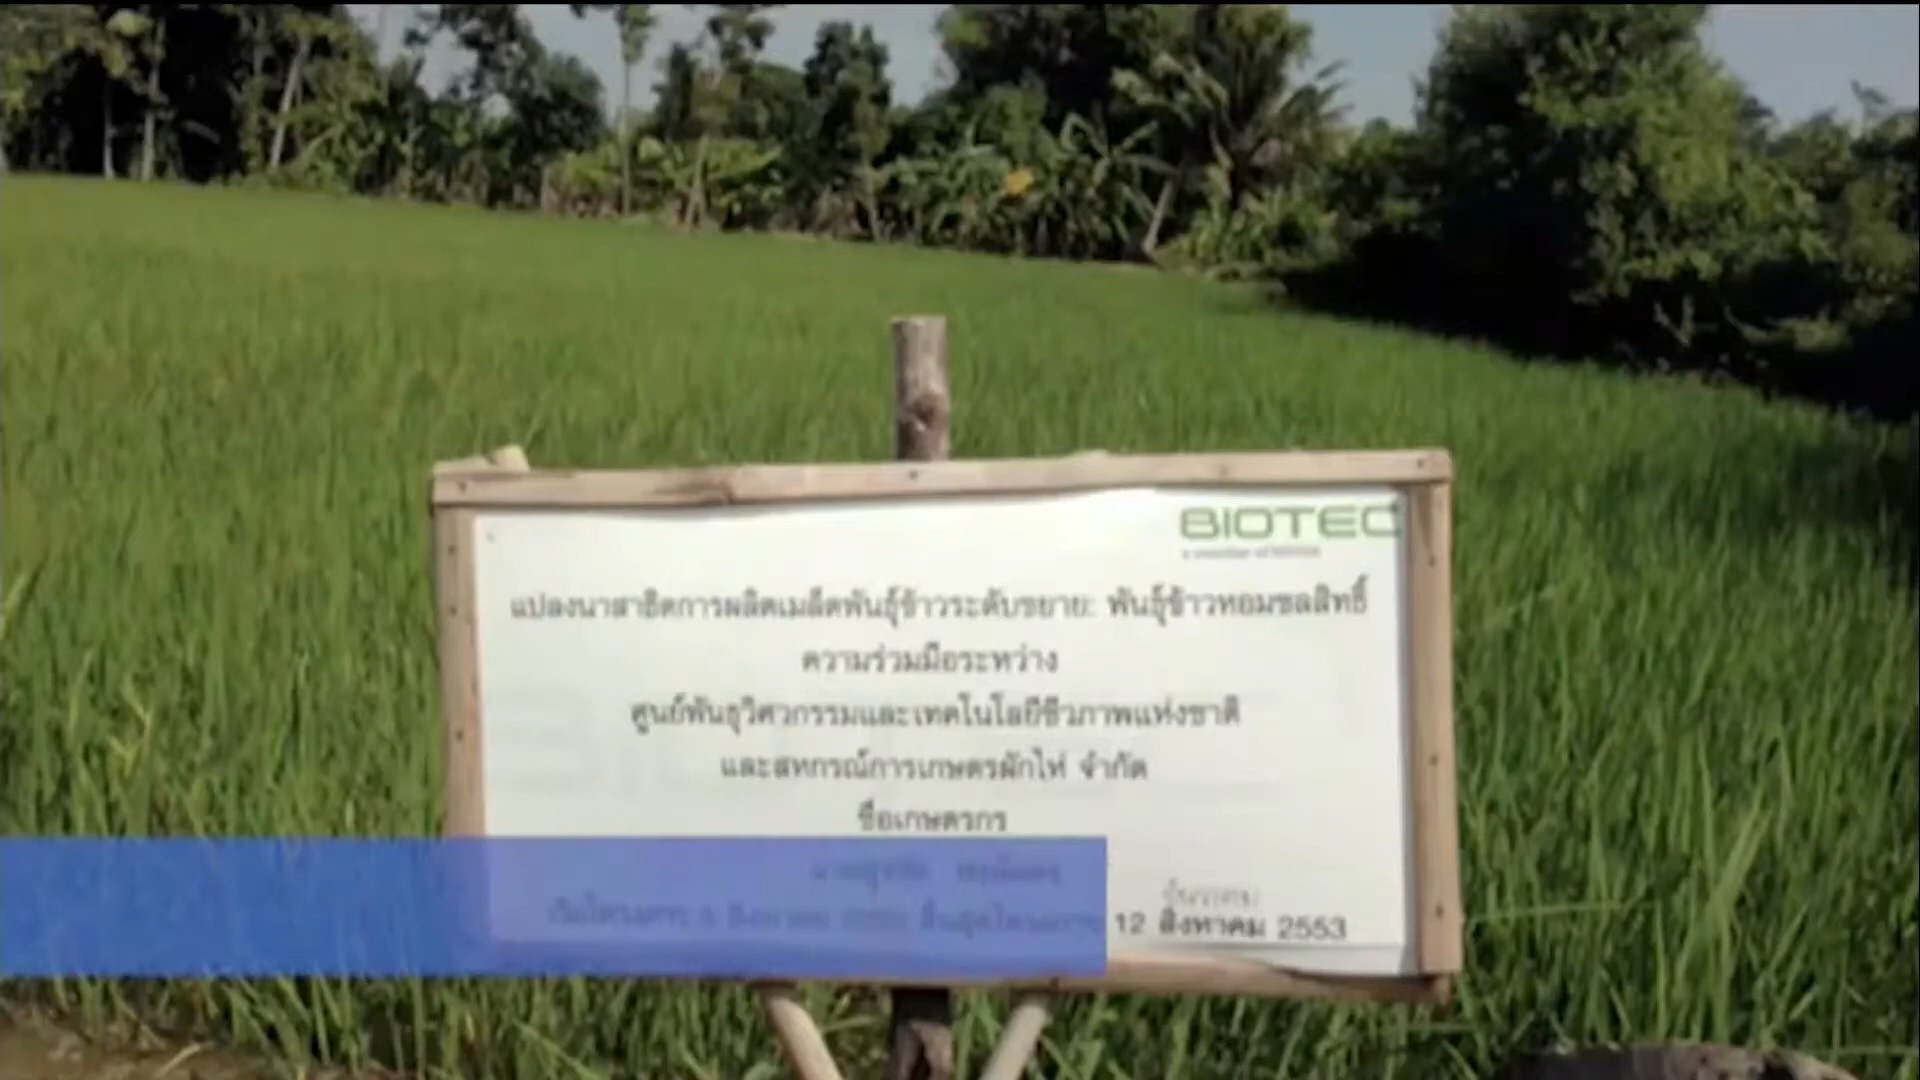 BIOTEC
a member of NSTDA
แปลงนาสาธิตการผลิตเมล็ดพันธุ์ข้าวระดับขยาย: พันธุ์ข้าวหอมชลสิทธิ์
ความร่วมมือระหว่าง
ศูนย์พันธุวิศวกรรมและเทคโนโลยีชีวภาพแห่งชาติ
และสหกรณ์การเกษตรผักไห่ จำกัด
ชื่อเกษตรกร
12 สิงหาคม 2553